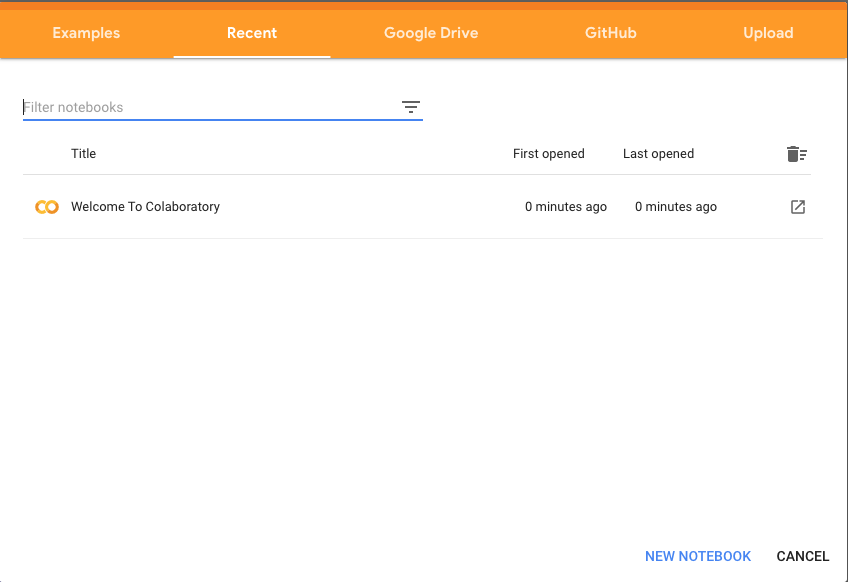 Examples Recent Google Drive GitHub Upload
Filter notebooks
Title First opened Last opened
Welcome To Colaboratory 0 minutes ago 0 minutes ago
NEW NOTEBOOK CANCEL